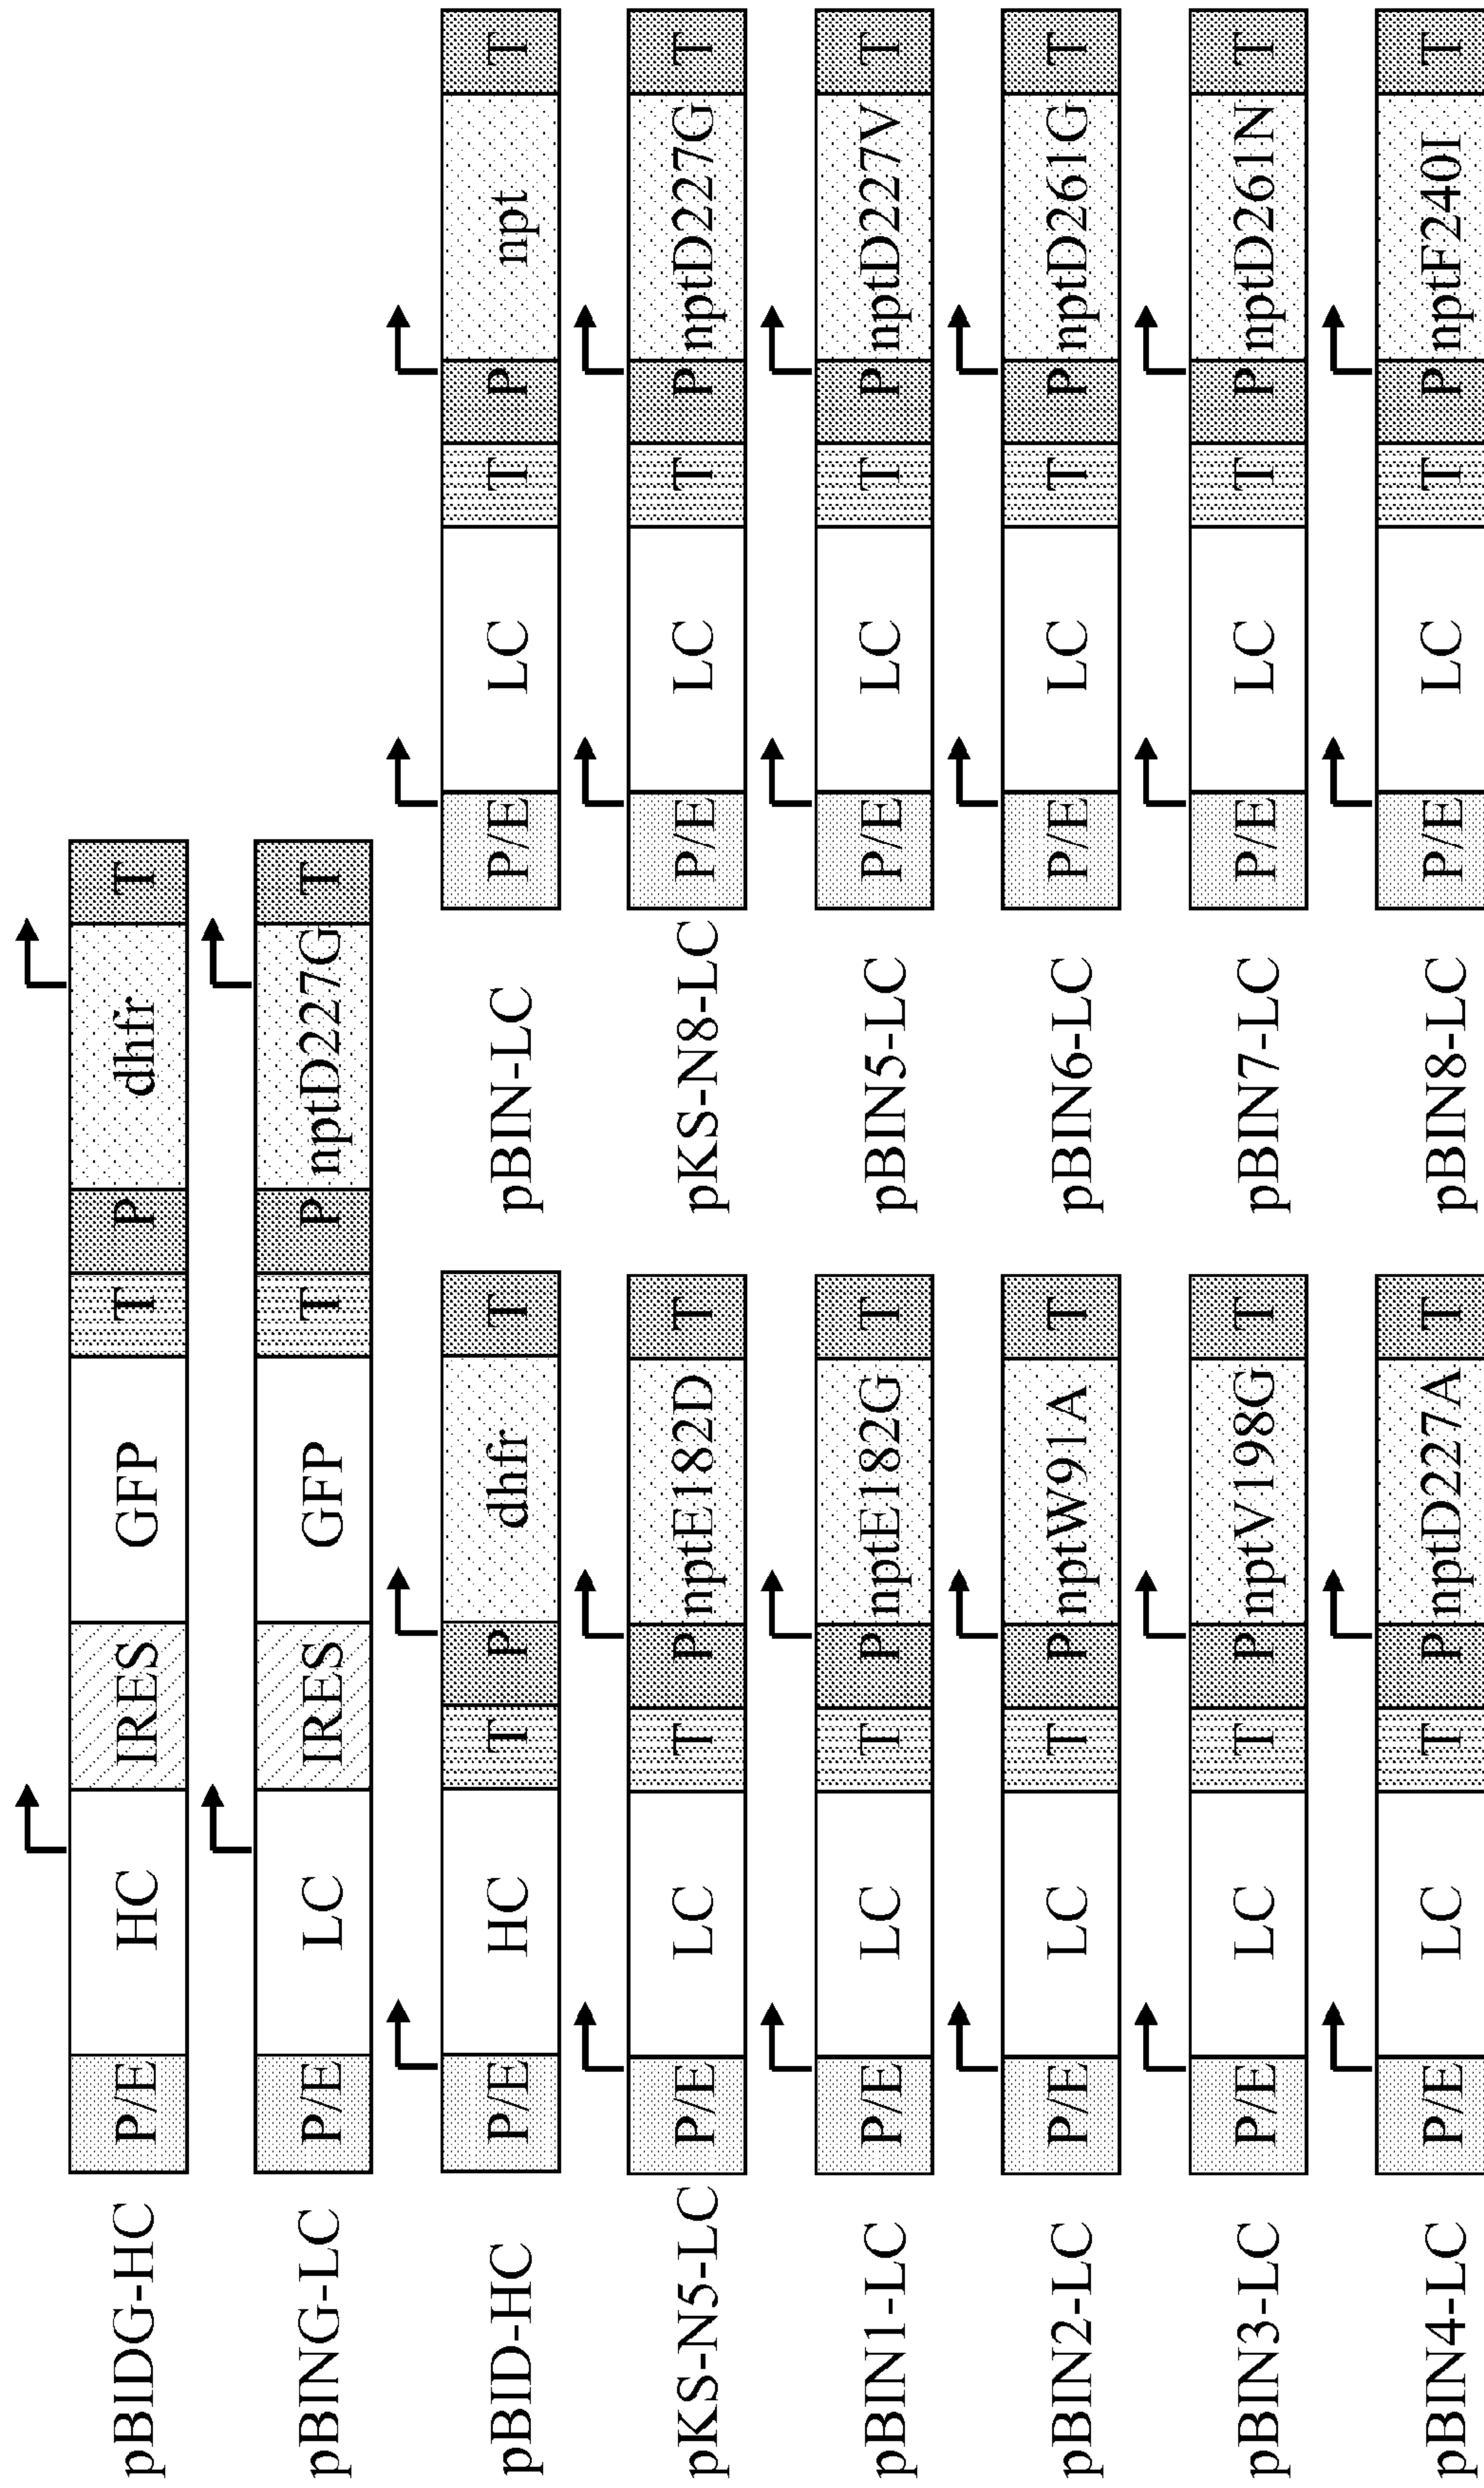 pBIDG-HC P/E HC IRES GFP T P dhfr T
pBING-LC P/E LC IRES GFP T P nptD227G T
pBID-HC P/E HC T P dhfr T
pBIN-LC P/E LC T P npt T
pKS-N5-LC P/E LC T P nptE182D T
pKS-N8-LC P/E LC T P nptD227G T
pBIN1-LC P/E LC T P nptE182G T
pBIN5-LC P/E LC T P nptD227V T
pBIN2-LC P/E LC T P nptW91A T
pBIN6-LC P/E LC T P nptD261G T
pBIN3-LC P/E LC T P nptV198G T
pBIN7-LC P/E LC T P nptD261N T
pBIN4-LC P/E LC T P nptD227A T
pBIN8-LC P/E LC T P nptF240I T